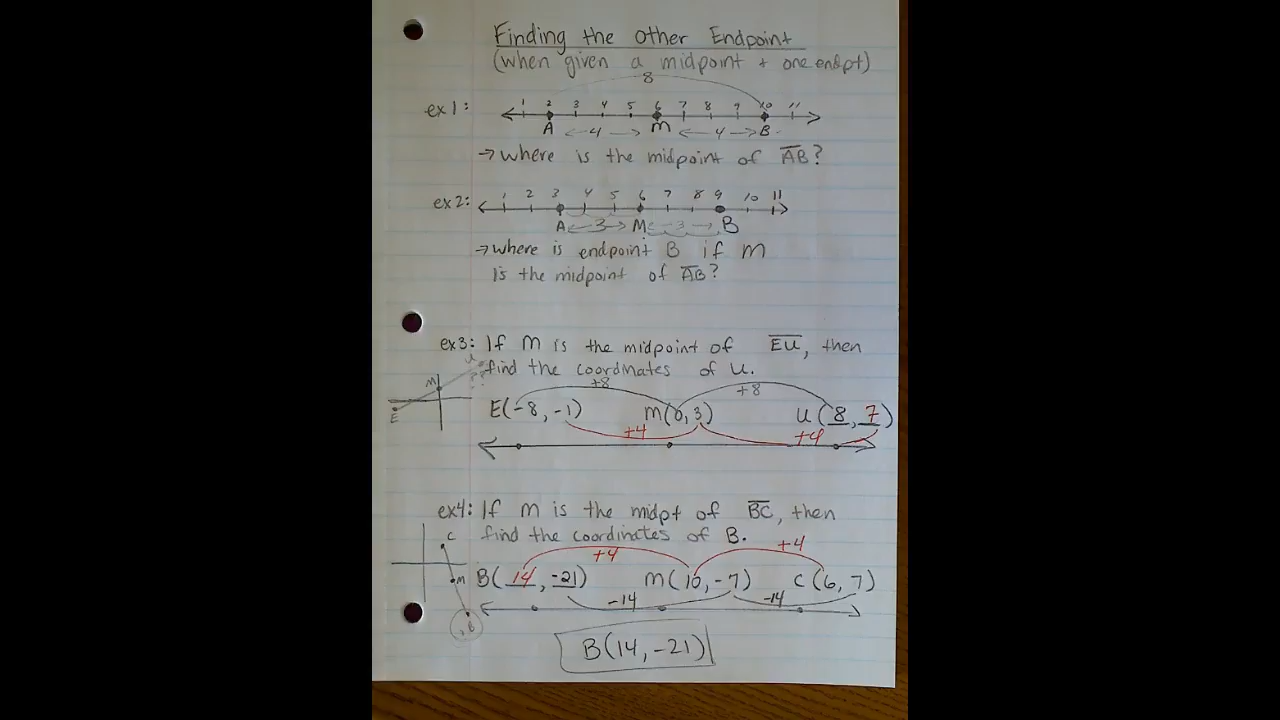 Finding the Other Endpoint
(when given a midpoint + one endpt)
8
ex1: 1 2 3 4 5 6 7 8 9 10 11
A 4 M 4 B
→ where is the midpoint of AB?
ex2: 1 2 3 4 5 6 7 8 9 10 11
A 3 M 3 B
→ where is endpoint B if M
is the midpoint of AB?
ex3: If M is the midpoint of EU, then
find the coordinates of U.
U ??
M
E
+8 +8
E(-8, -1) M(0, 3) U(8, 7)
+4 +4
ex4: If M is the midpt of BC, then
find the coordinates of B.
C
M
B
+4 +4
B(14, -21) M(10, -7) C(6, 7)
-14 -14
B(14, -21)